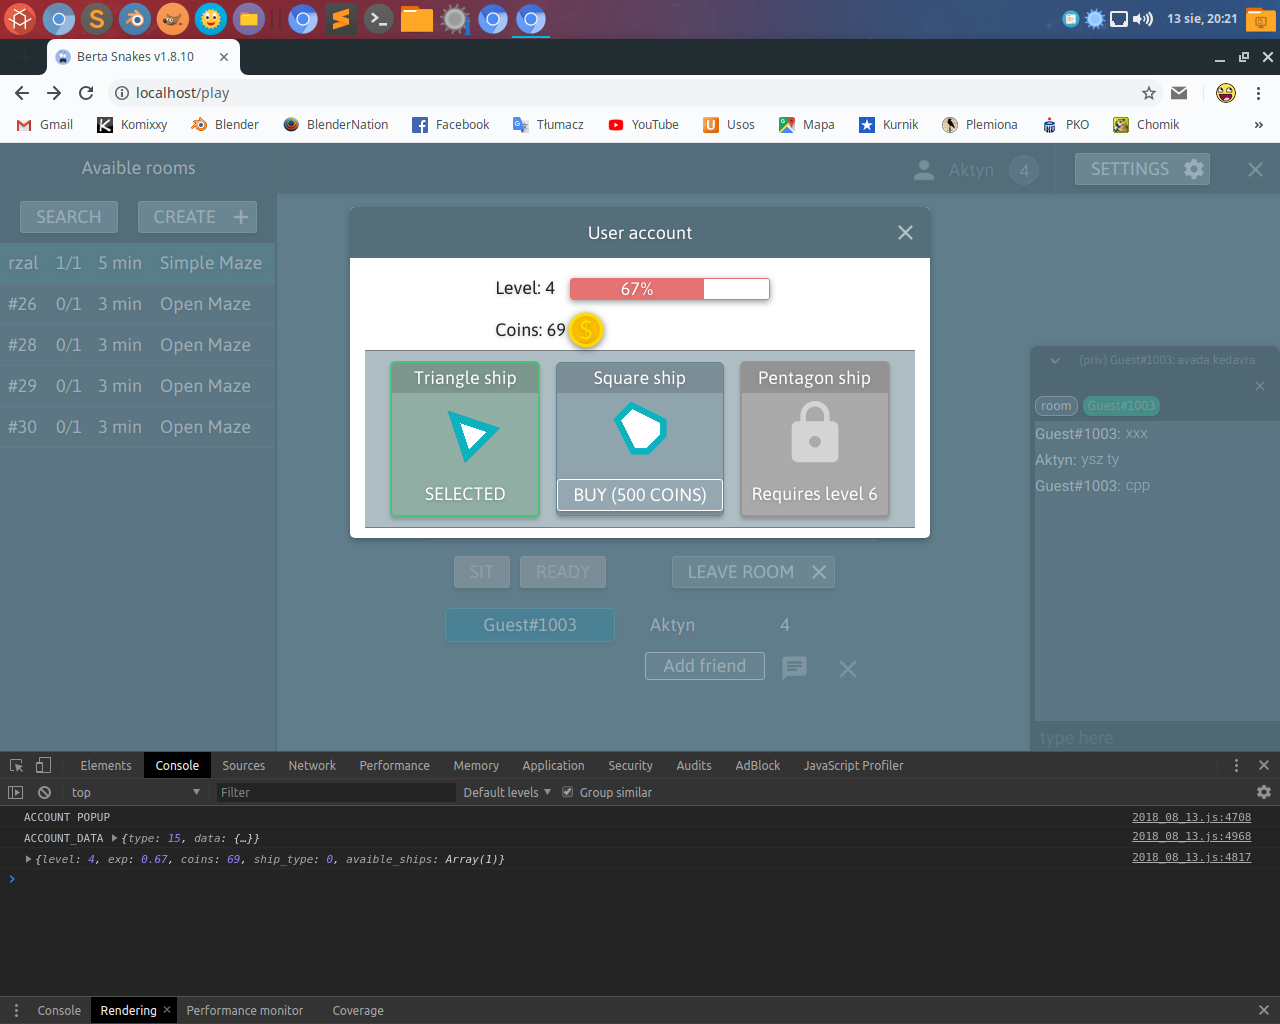 13 sie, 20:21
Berta Snakes v1.8.10
localhost/play
Gmail Komixxy Blender BlenderNation Facebook Tłumacz YouTube Usos Mapa Kurnik Plemiona PKO Chomik »
Avaible rooms
Aktyn 4 SETTINGS
SEARCH CREATE
rzal 1/1 5 min Simple Maze
#26 0/1 3 min Open Maze
#28 0/1 3 min Open Maze
#29 0/1 3 min Open Maze
#30 0/1 3 min Open Maze
User account
Level: 4 67%
Coins: 69 $
Triangle ship
SELECTED
Square ship
BUY (500 COINS)
Pentagon ship
Requires level 6
SIT READY LEAVE ROOM
Guest#1003 Aktyn 4
Add friend
(priv) Guest#1003: avada kedavra
room Guest#1003
Guest#1003: xxx
Aktyn: ysz ty
Guest#1003: cpp
type here
Elements Console Sources Network Performance Memory Application Security Audits AdBlock JavaScript Profiler
top Filter Default levels Group similar
ACCOUNT POPUP 2018_08_13.js:4708
ACCOUNT_DATA {type: 15, data: {…}} 2018_08_13.js:4968
{level: 4, exp: 0.67, coins: 69, ship_type: 0, avaible_ships: Array(1)} 2018_08_13.js:4817
Console Rendering Performance monitor Coverage